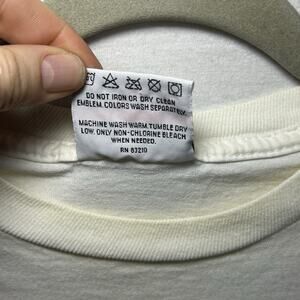 DO NOT IRON OR DRY CLEAN
EMBLEM. COLORS WASH SEPARATELY.
MACHINE WASH WARM. TUMBLE DRY
LOW. ONLY NON-CHLORINE BLEACH
WHEN NEEDED.
RN 83210